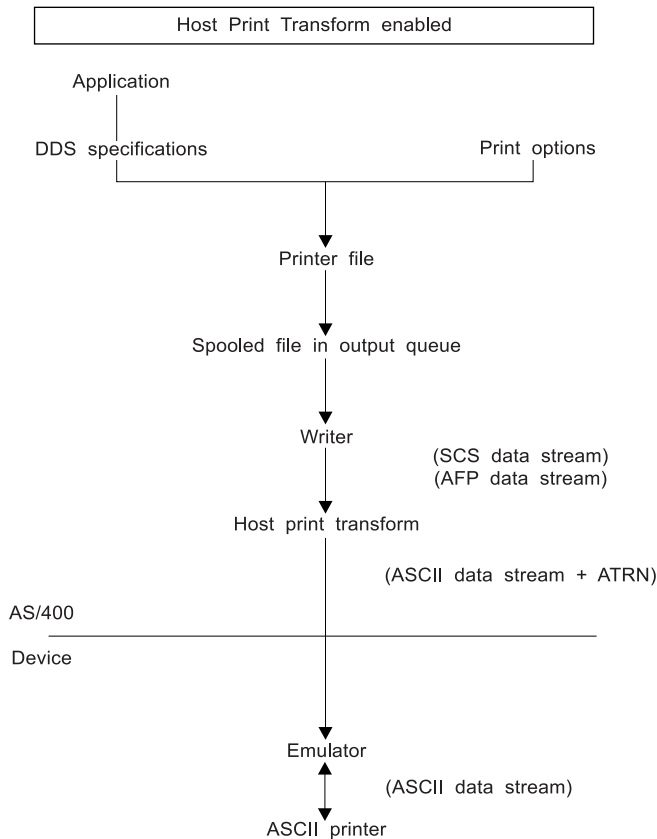 Host Print Transform enabled
Application
DDS specifications
Print options
Printer file
Spooled file in output queue
Writer
(SCS data stream)
(AFP data stream)
Host print transform
(ASCII data stream + ATRN)
AS/400
Device
Emulator
(ASCII data stream)
ASCII printer